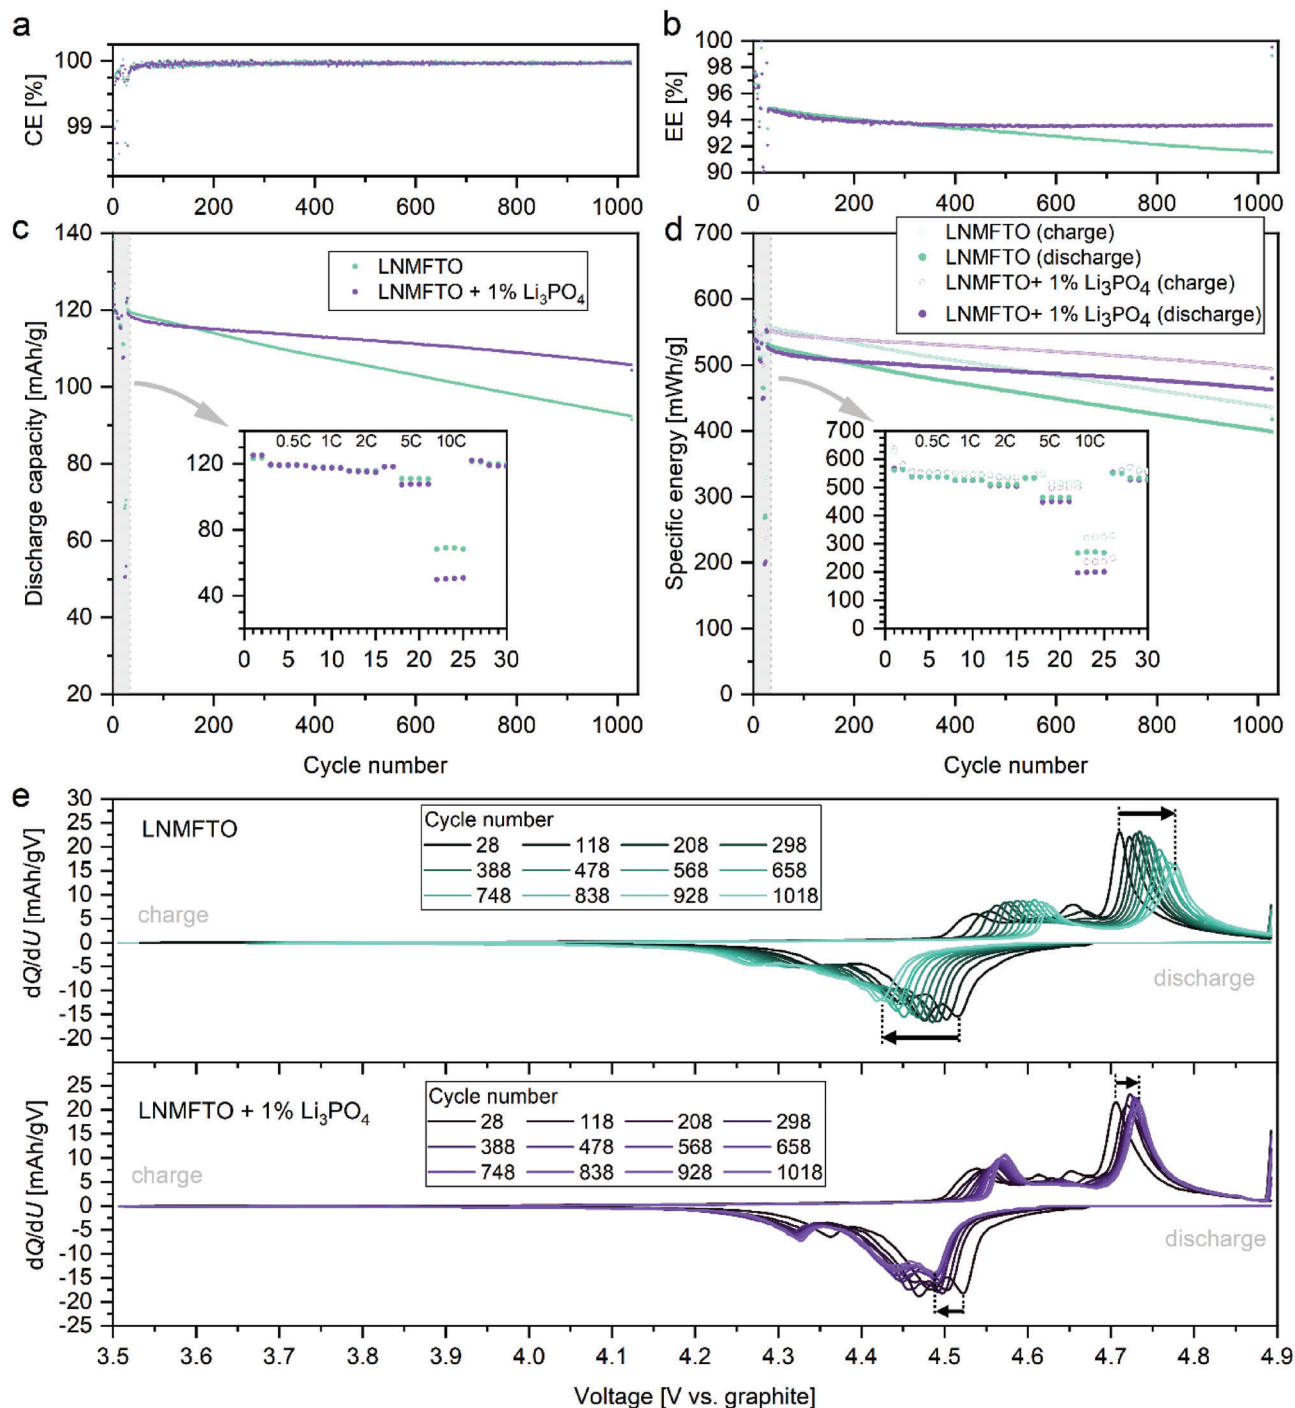 a
CE [%]
100
99
0 200 400 600 800 1000
b
EE [%]
100
98
96
94
92
90
0 200 400 600 800 1000
c
Discharge capacity [mAh/g]
140
120
100
80
60
40
20
LNMFTO
LNMFTO + 1% Li₃PO₄
0.5C 1C 2C 5C 10C
120
80
40
0 5 10 15 20 25 30
0 200 400 600 800 1000
Cycle number
d
Specific energy [mWh/g]
700
600
500
400
300
200
100
0
LNMFTO (charge)
LNMFTO (discharge)
LNMFTO+ 1% Li₃PO₄ (charge)
LNMFTO+ 1% Li₃PO₄ (discharge)
0.5C 1C 2C 5C 10C
700
600
500
400
300
200
100
0
0 5 10 15 20 25 30
0 200 400 600 800 1000
Cycle number
e
dQ/dU [mAh/gV]
30
25
20
15
10
5
0
-5
-10
-15
-20
LNMFTO
Cycle number
28 118 208 298
388 478 568 658
748 838 928 1018
charge
discharge
dQ/dU [mAh/gV]
25
20
15
10
5
0
-5
-10
-15
-20
-25
LNMFTO + 1% Li₃PO₄
Cycle number
28 118 208 298
388 478 568 658
748 838 928 1018
charge
discharge
3.5 3.6 3.7 3.8 3.9 4.0 4.1 4.2 4.3 4.4 4.5 4.6 4.7 4.8 4.9
Voltage [V vs. graphite]